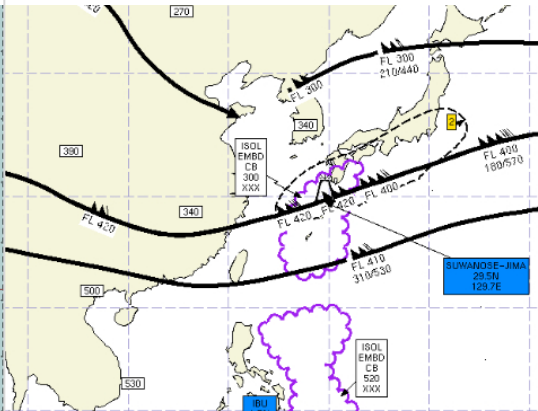 270
FL 300
210/440
FL 300
340
2
390
ISOL
EMBD
CB
300
XXX
FL 400
180/570
FL 400
FL 420
FL 420
340
FL 420
FL 410
310/530
SUWANOSE-JIMA
29.5N
129.7E
500
ISOL
EMBD
CB
520
XXX
530
IBU